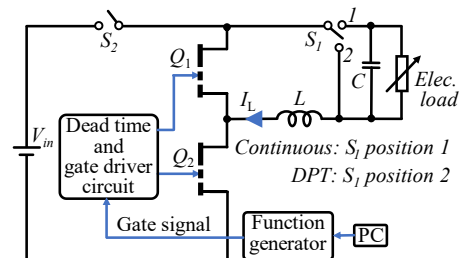 S2
S1
1
2
Q1
C
Elec.
load
IL
L
Vin
Dead time
and
gate driver
circuit
Q2
Continuous: S1 position 1
DPT: S1 position 2
Gate signal
Function
generator
PC